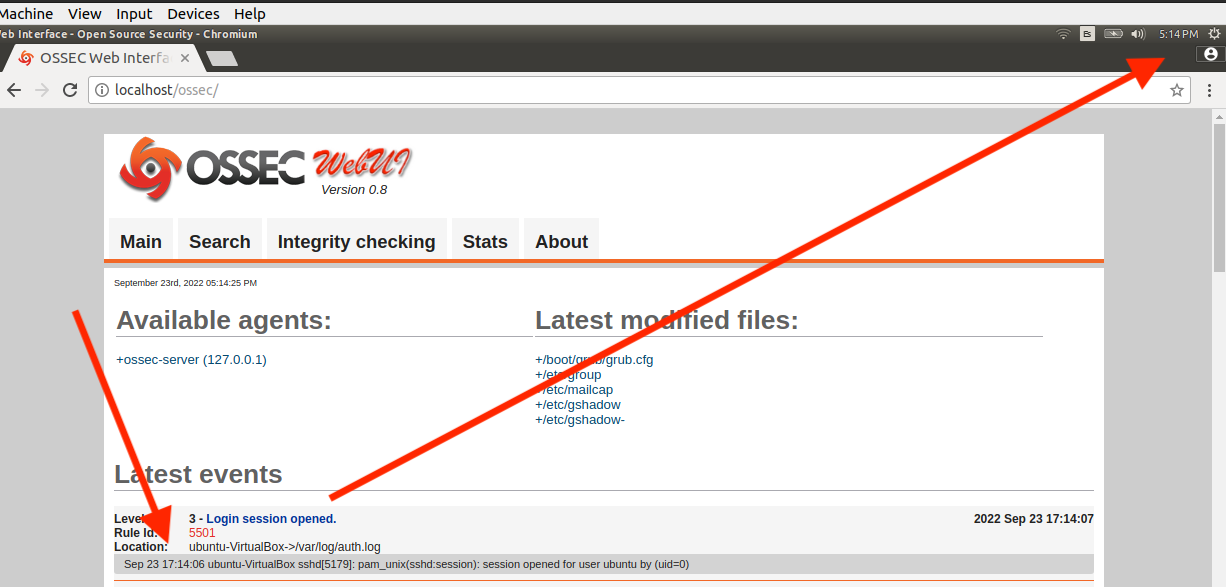 Machine View Input Devices Help
eb Interface - Open Source Security - Chromium 5:14 PM
OSSEC Web Interfa
localhost/ossec/
OSSEC WebUI
Version 0.8
Main Search Integrity checking Stats About
September 23rd, 2022 05:14:25 PM
Available agents: Latest modified files:
+ossec-server (127.0.0.1) +/boot/grub/grub.cfg
+/etc/group
+/etc/mailcap
+/etc/gshadow
+/etc/gshadow-
Latest events
Level: 3 - Login session opened. 2022 Sep 23 17:14:07
Rule Id: 5501
Location: ubuntu-VirtualBox->/var/log/auth.log
Sep 23 17:14:06 ubuntu-VirtualBox sshd[5179]: pam_unix(sshd:session): session opened for user ubuntu by (uid=0)